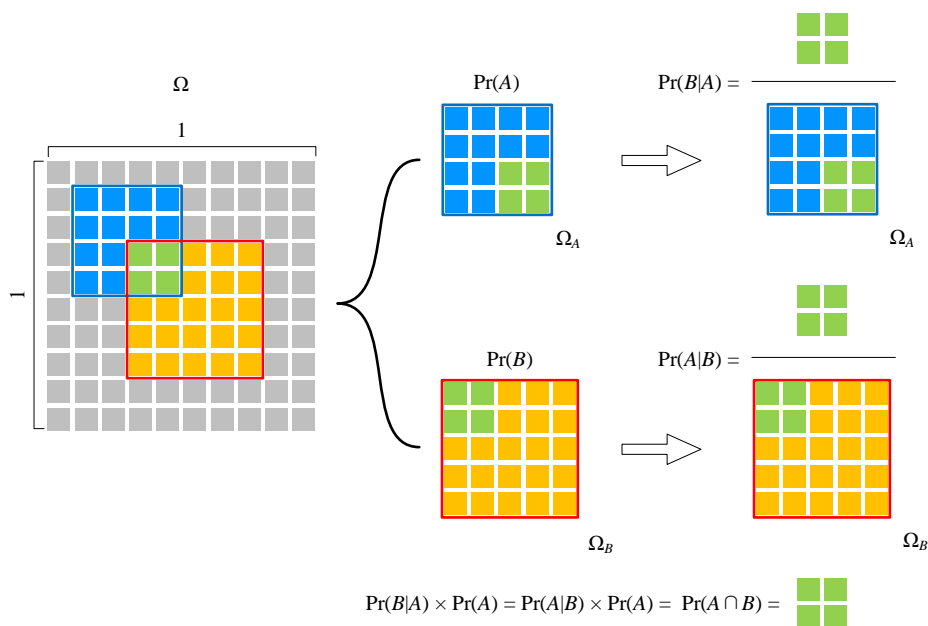 Ω
1
1
Pr(A)
Pr(B|A) =
Ω_A
Ω_A
Pr(B)
Pr(A|B) =
Ω_B
Ω_B
Pr(B|A) × Pr(A) = Pr(A|B) × Pr(A) = Pr(A ∩ B) =